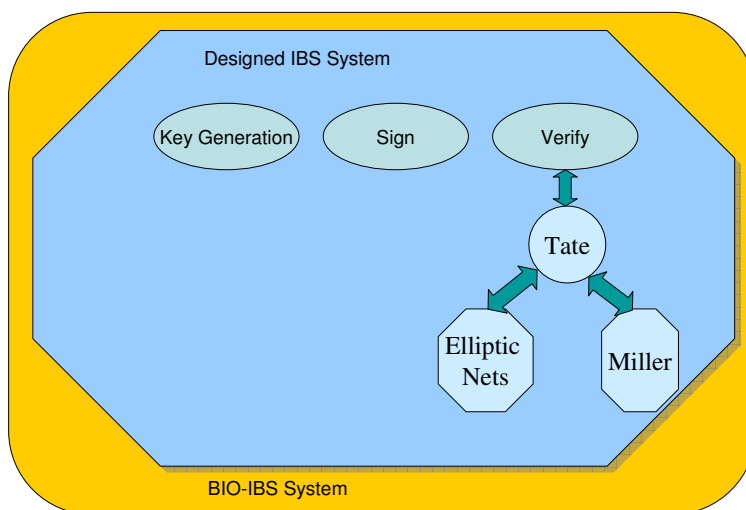 Designed IBS System
Key Generation
Sign
Verify
Tate
Elliptic
Nets
Miller
BIO-IBS System